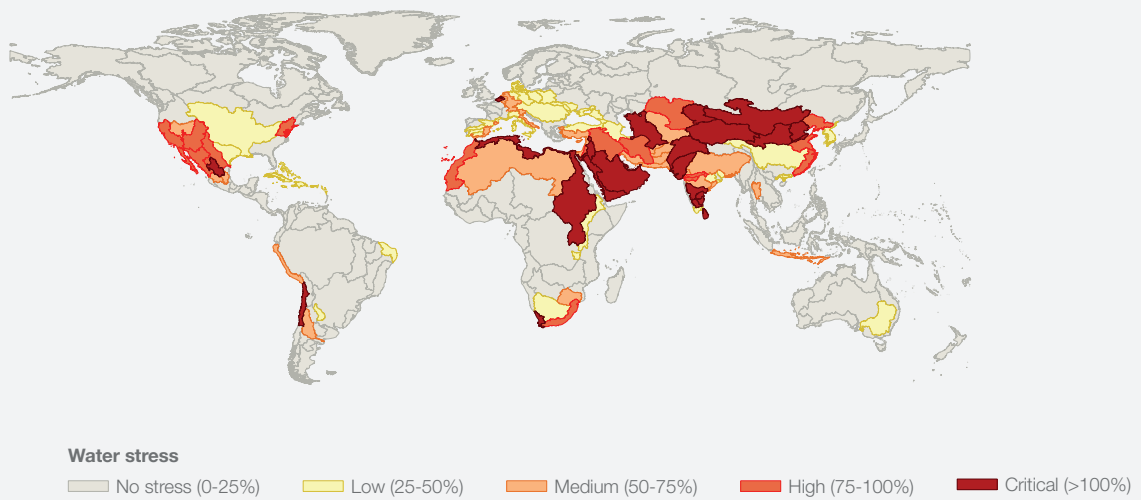 Water stress
No stress (0-25%) Low (25-50%) Medium (50-75%) High (75-100%) Critical (>100%)